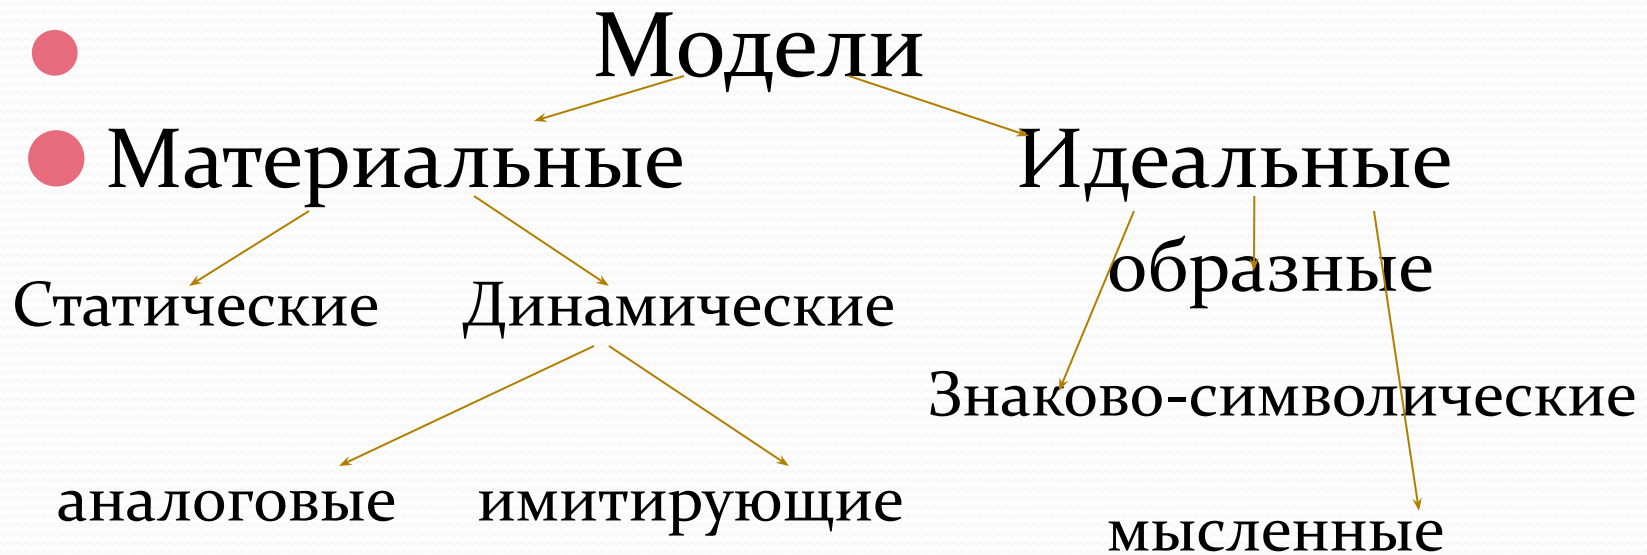 Модели
Материальные Идеальные
образные
Статические Динамические
Знаково-символические
аналоговые имитирующие
мысленные